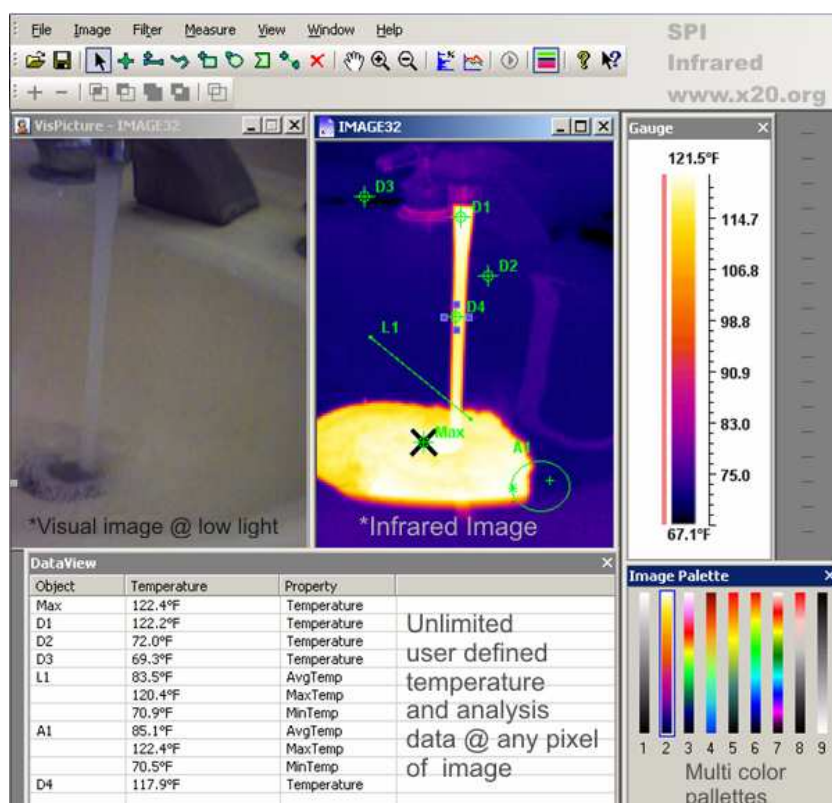 File Image Filter Measure View Window Help
SPI
Infrared
www.x20.org
VisPicture - IMAGE32
IMAGE32
Gauge
D3
D1
D2
D4
L1
Max
A1
*Visual image @ low light
*Infrared Image
121.5°F
114.7
106.8
98.8
90.9
83.0
75.0
67.1°F
DataView
Object Temperature Property
Max 122.4°F Temperature
D1 122.2°F Temperature
D2 72.0°F Temperature
D3 69.3°F Temperature
L1 83.5°F AvgTemp
120.4°F MaxTemp
70.9°F MinTemp
A1 85.1°F AvgTemp
122.4°F MaxTemp
70.5°F MinTemp
D4 117.9°F Temperature
Unlimited
user defined
temperature
and analysis
data @ any pixel
of image
Image Palette
1 2 3 4 5 6 7 8 9
Multi color
pallettes